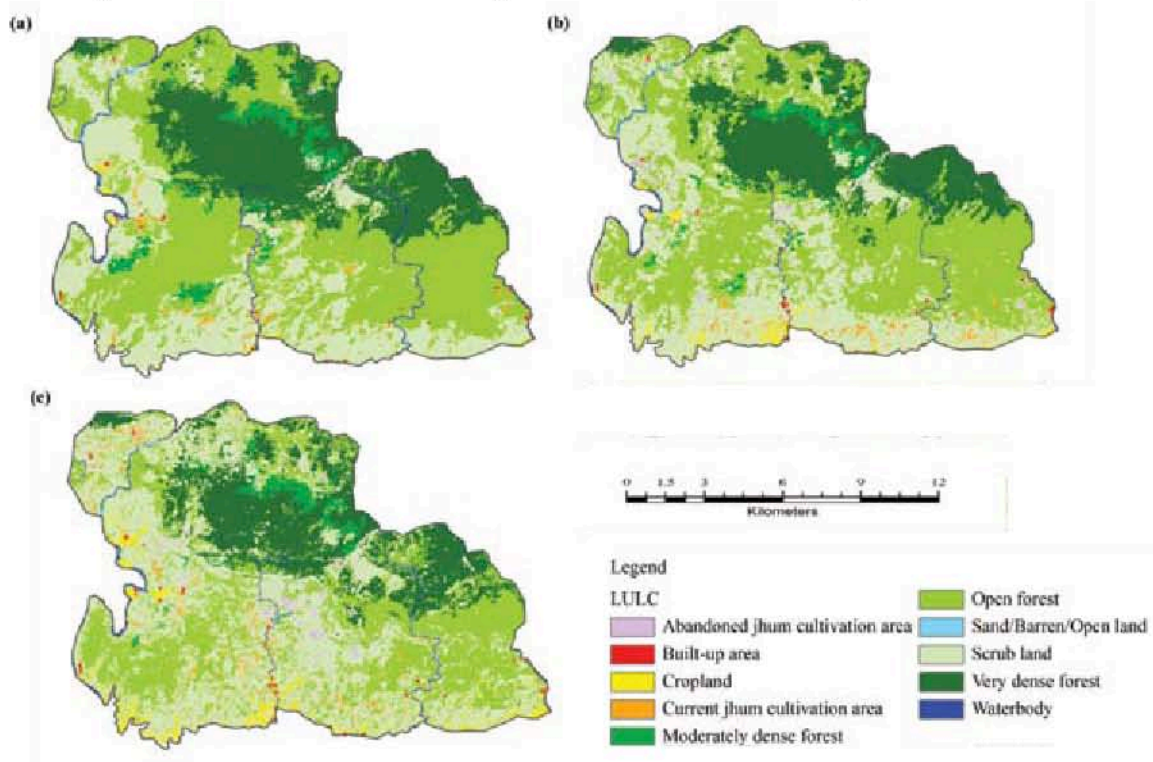 (a)
(b)
(c)
0 1.5 3 6 9 12
Kilometers
Legend
LULC
Abandoned jhum cultivation area
Built-up area
Cropland
Current jhum cultivation area
Moderately dense forest
Open forest
Sand/Barren/Open land
Scrub land
Very dense forest
Waterbody